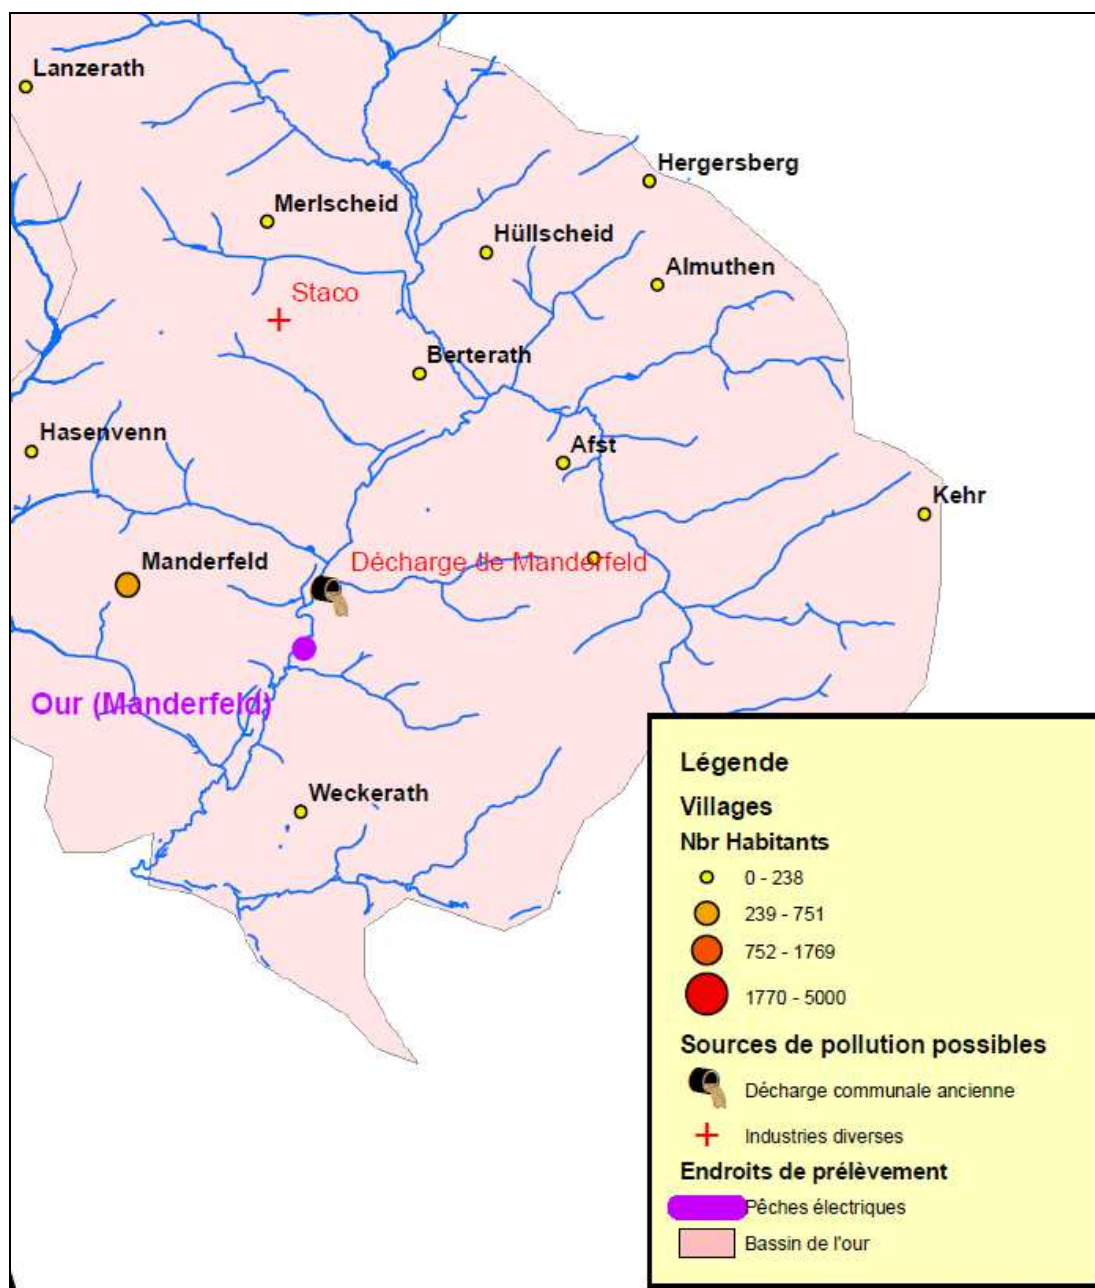 Lanzerath
Hergersberg
Merlscheid
Hüllscheid
Almuthen
Staco
Berterath
Hasenvenn
Afst
Kehr
Manderfeld
Décharge de Manderfeld
Our (Manderfeld)
Weckerath
Légende
Villages
Nbr Habitants
0 - 238
239 - 751
752 - 1769
1770 - 5000
Sources de pollution possibles
Décharge communale ancienne
Industries diverses
Endroits de prélèvement
Pêches électriques
Bassin de l'our